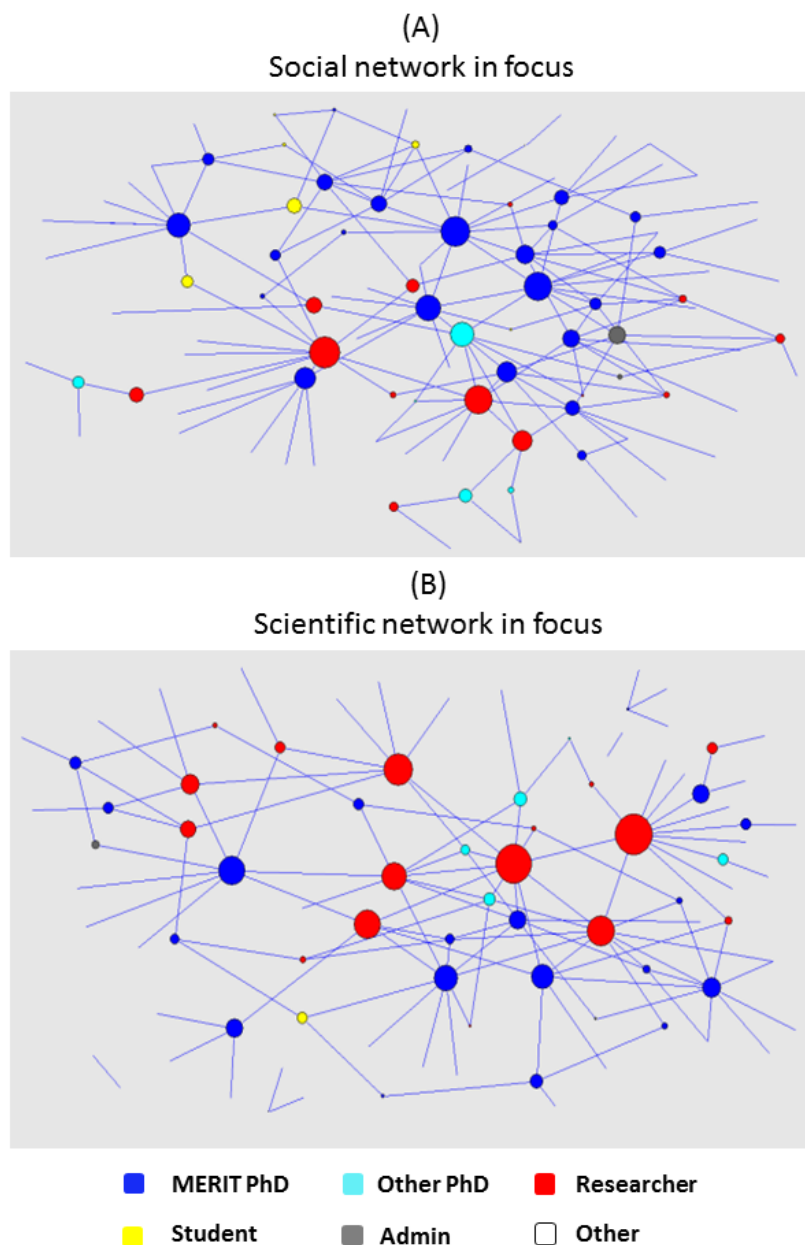 (A)
Social network in focus
(B)
Scientific network in focus
MERIT PhD Other PhD Researcher
Student Admin Other